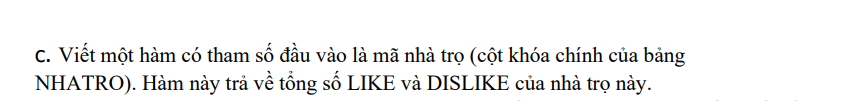 c. Viết một hàm có tham số đầu vào là mã nhà trọ (cột khóa chính của bảng
NHATRO). Hàm này trả về tổng số LIKE và DISLIKE của nhà trọ này.